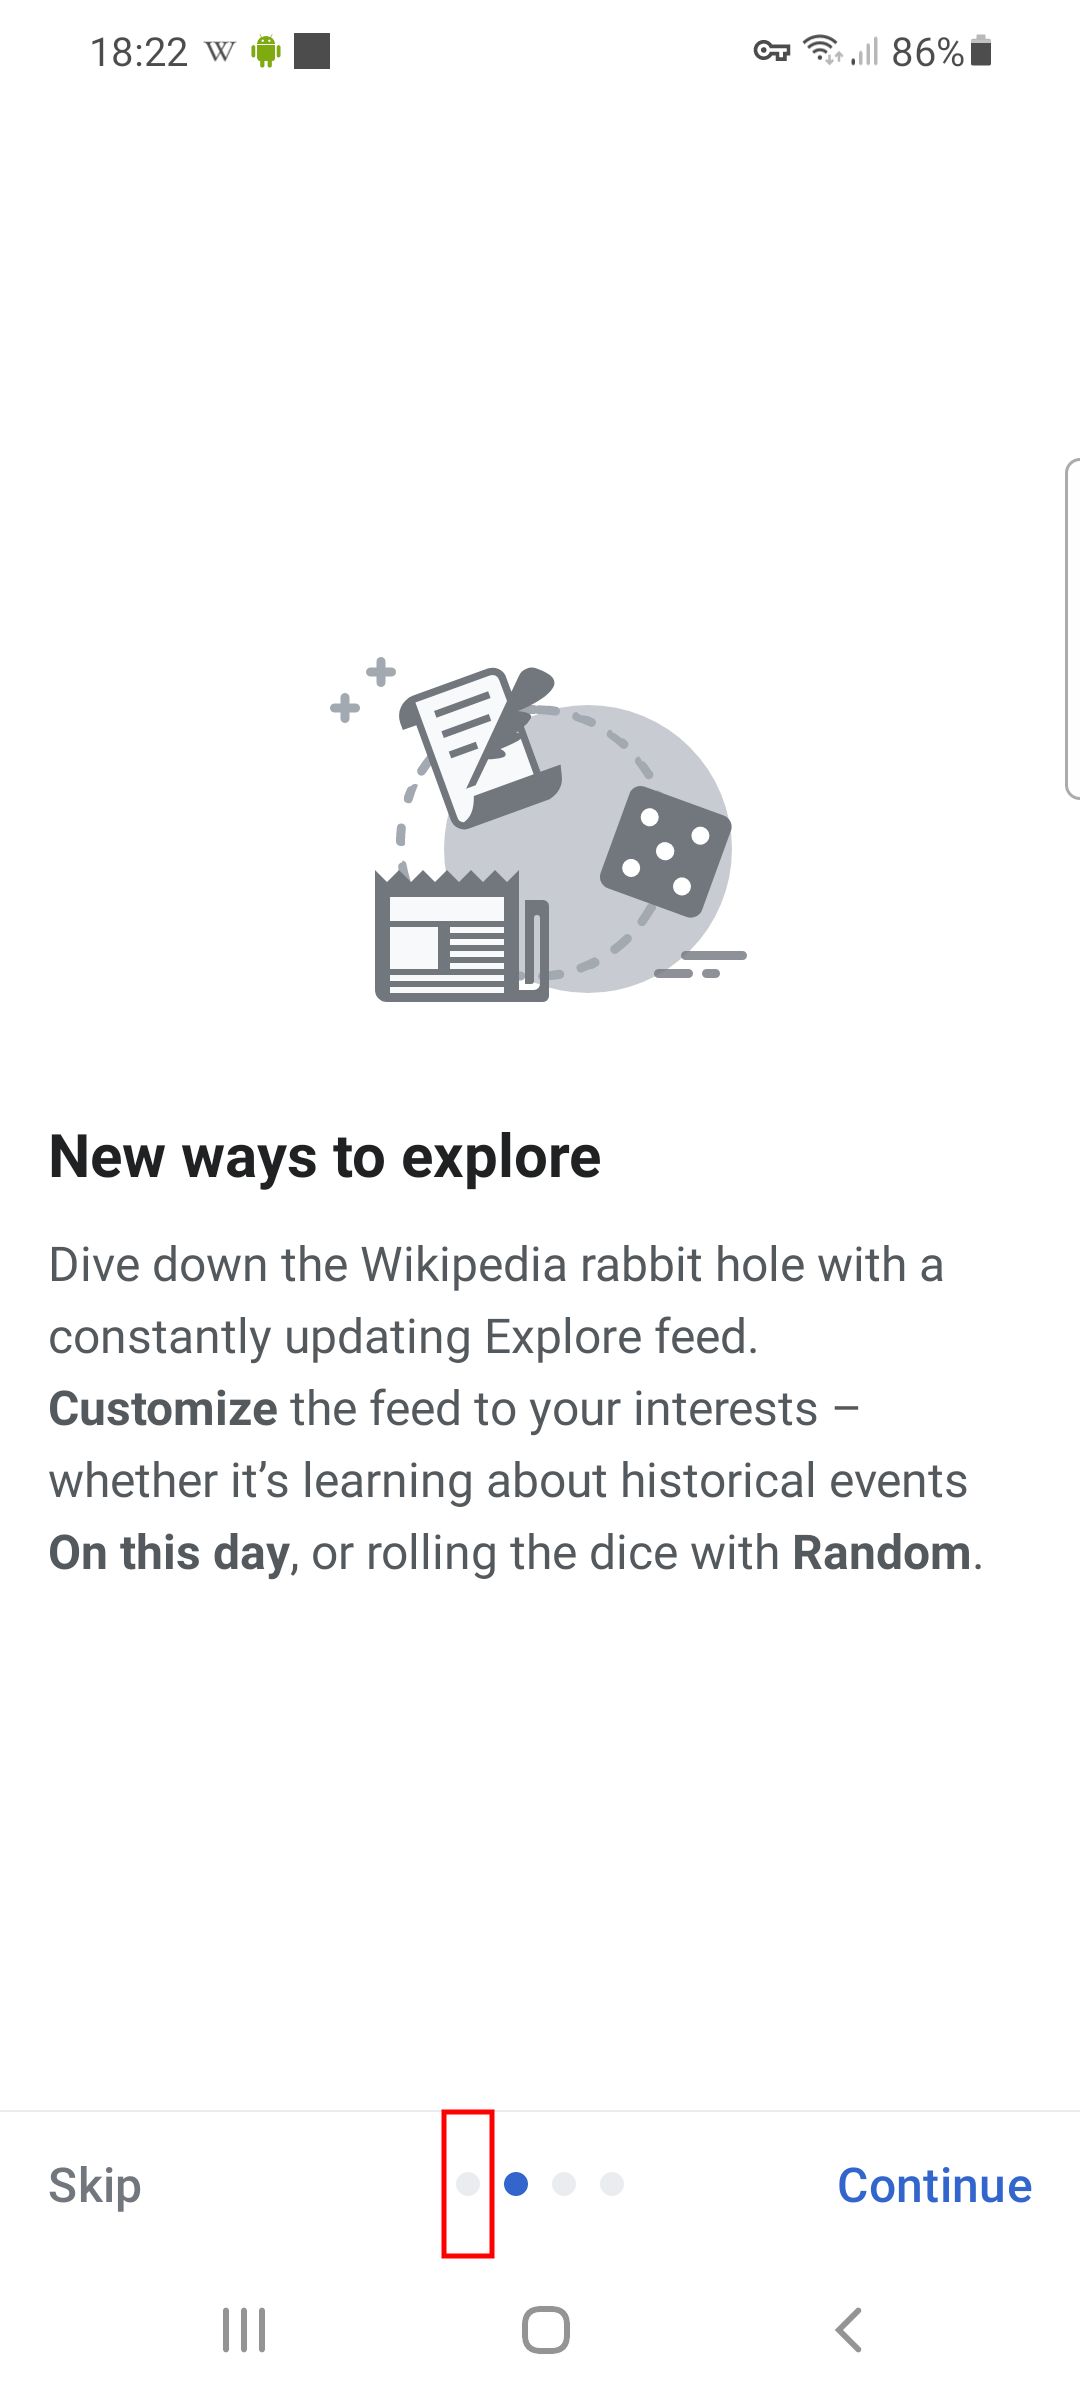 18:22 W 86%
New ways to explore
Dive down the Wikipedia rabbit hole with a
constantly updating Explore feed.
Customize the feed to your interests –
whether it’s learning about historical events
On this day, or rolling the dice with Random.
Skip Continue